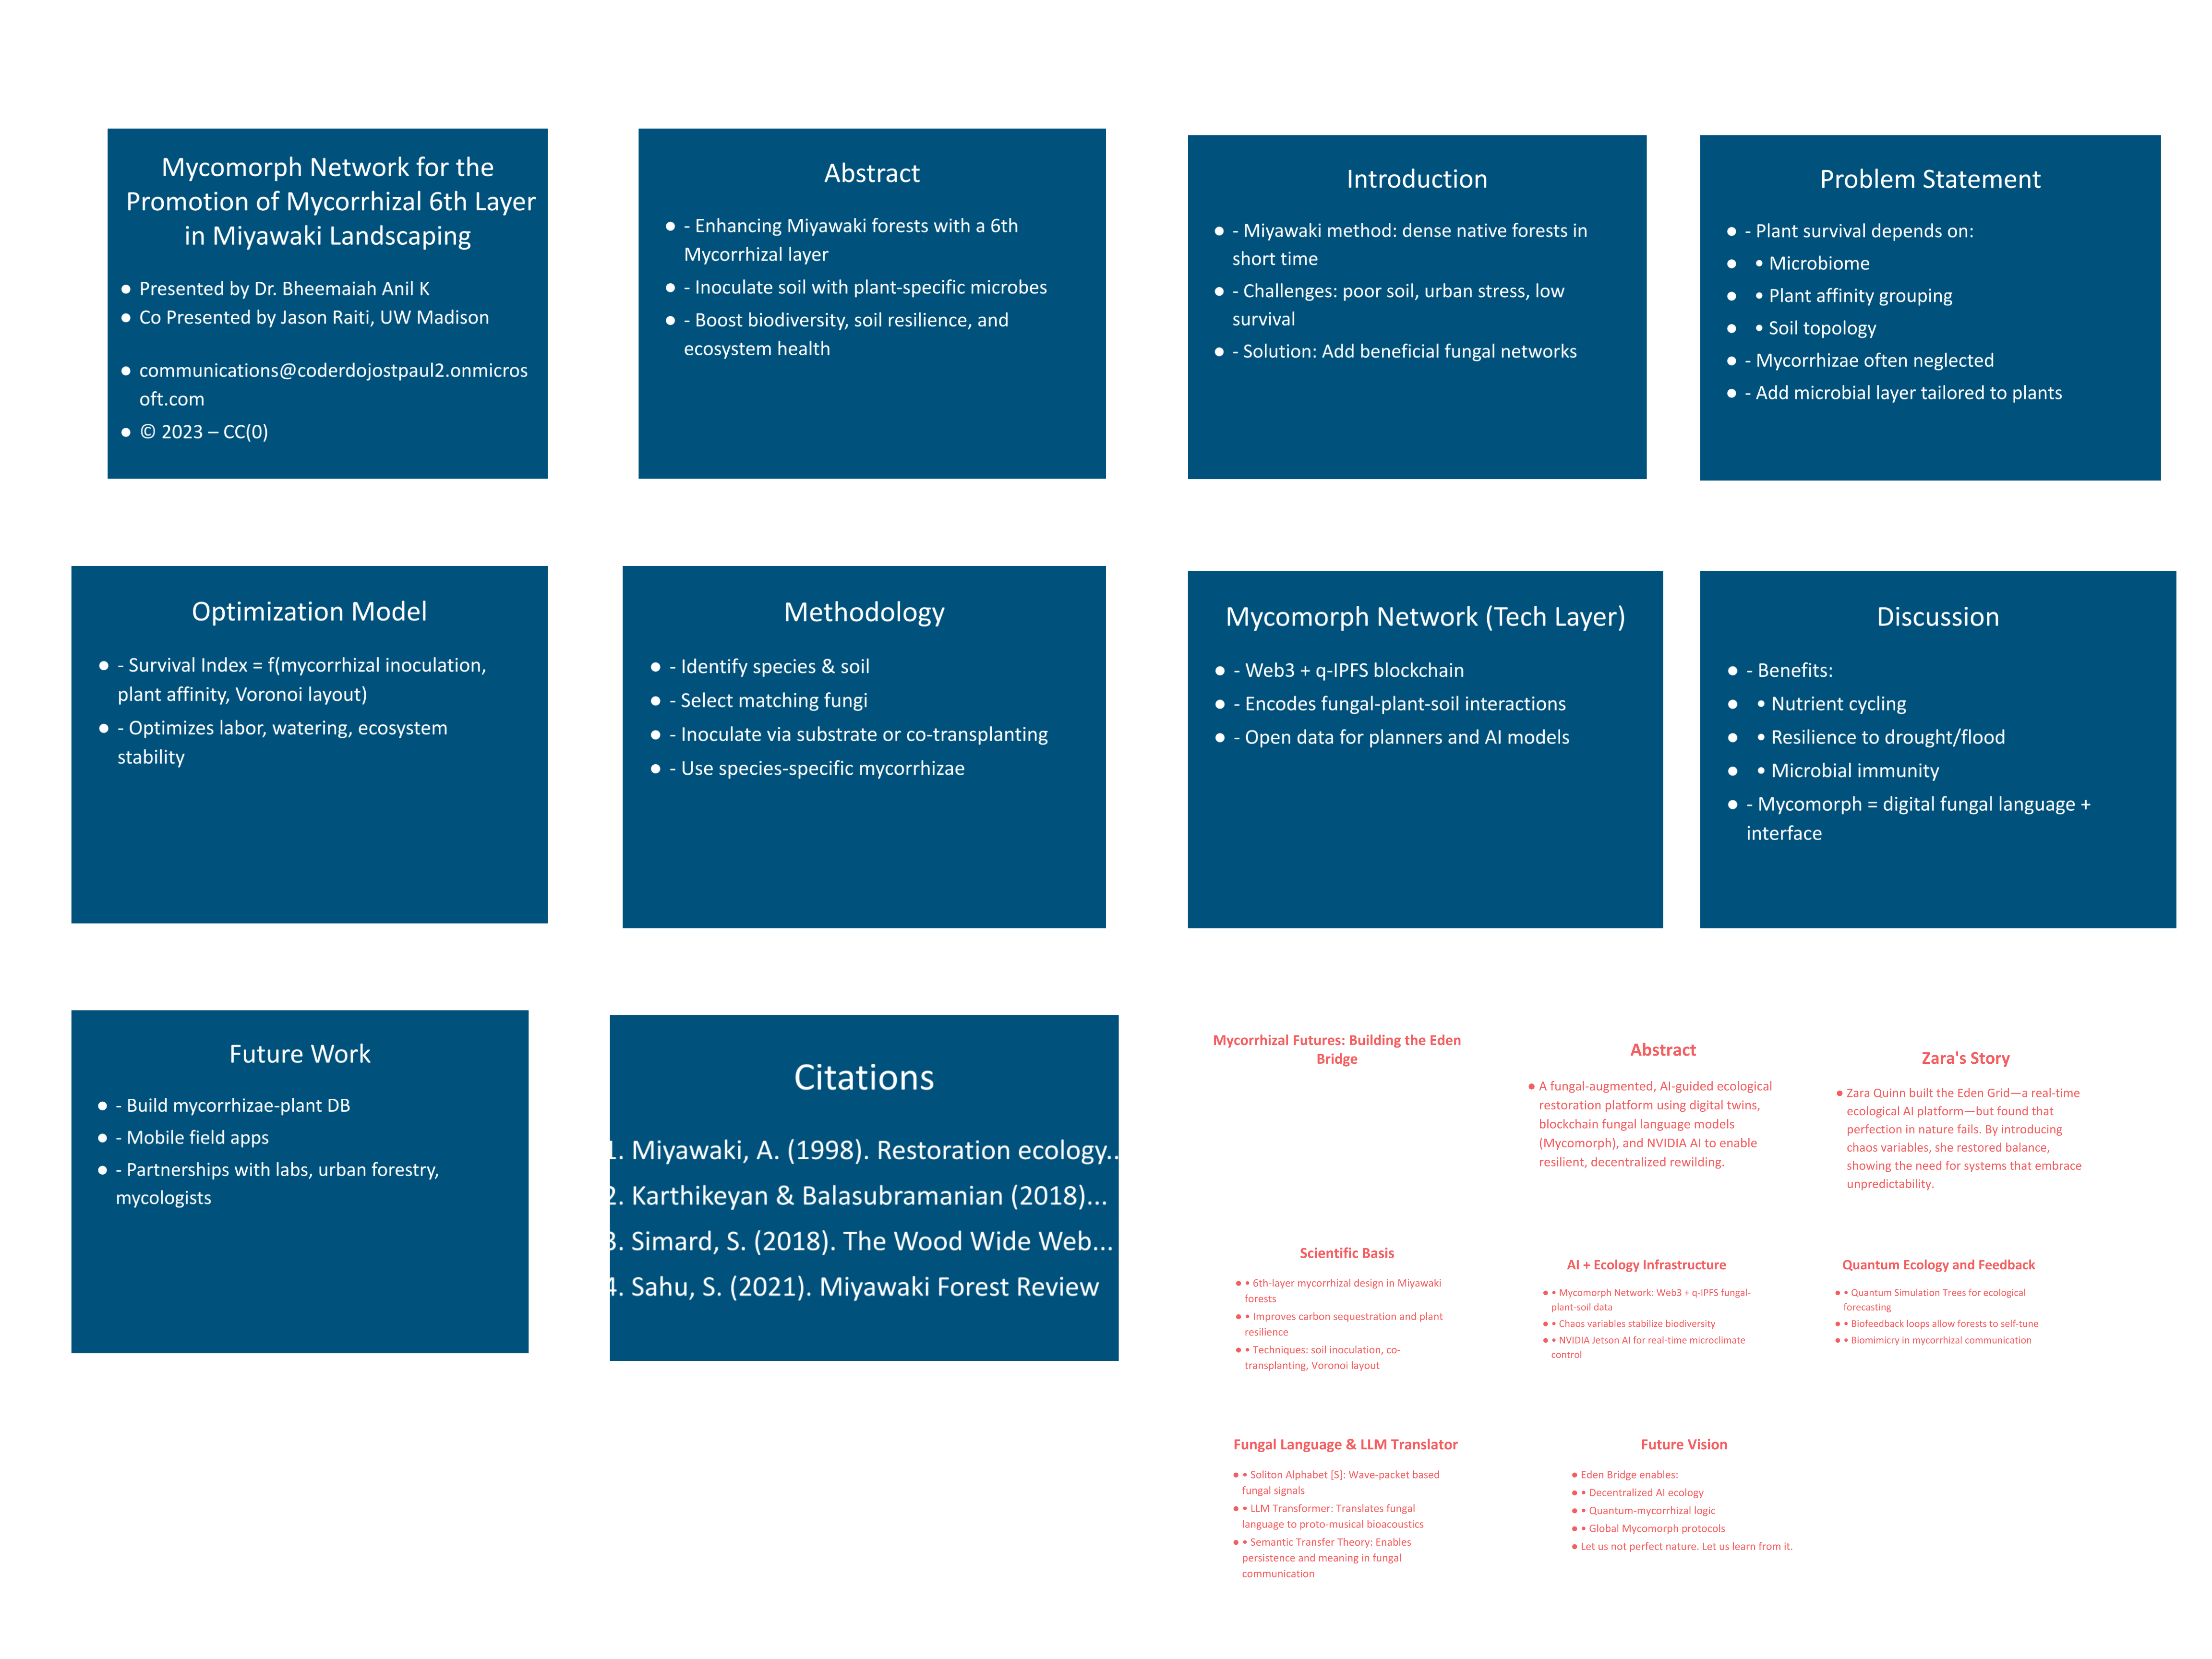 Mycomorph Network for the
Promotion of Mycorrhizal 6th Layer
in Miyawaki Landscaping
● Presented by Dr. Bheemaiah Anil K
● Co Presented by Jason Raiti, UW Madison
● communications@coderdojostpaul2.onmicros
oft.com
● © 2023 – CC(0)
Abstract
● - Enhancing Miyawaki forests with a 6th
Mycorrhizal layer
● - Inoculate soil with plant-specific microbes
● - Boost biodiversity, soil resilience, and
ecosystem health
Introduction
● - Miyawaki method: dense native forests in
short time
● - Challenges: poor soil, urban stress, low
survival
● - Solution: Add beneficial fungal networks
Problem Statement
● - Plant survival depends on:
● • Microbiome
● • Plant affinity grouping
● • Soil topology
● - Mycorrhizae often neglected
● - Add microbial layer tailored to plants
Optimization Model
● - Survival Index = f(mycorrhizal inoculation,
plant affinity, Voronoi layout)
● - Optimizes labor, watering, ecosystem
stability
Methodology
● - Identify species & soil
● - Select matching fungi
● - Inoculate via substrate or co-transplanting
● - Use species-specific mycorrhizae
Mycomorph Network (Tech Layer)
● - Web3 + q-IPFS blockchain
● - Encodes fungal-plant-soil interactions
● - Open data for planners and AI models
Discussion
● - Benefits:
● • Nutrient cycling
● • Resilience to drought/flood
● • Microbial immunity
● - Mycomorph = digital fungal language +
interface
Future Work
● - Build mycorrhizae-plant DB
● - Mobile field apps
● - Partnerships with labs, urban forestry,
mycologists
Citations
1. Miyawaki, A. (1998). Restoration ecology..
2. Karthikeyan & Balasubramanian (2018)...
3. Simard, S. (2018). The Wood Wide Web...
4. Sahu, S. (2021). Miyawaki Forest Review
Mycorrhizal Futures: Building the Eden
Bridge
Abstract
● A fungal-augmented, AI-guided ecological
restoration platform using digital twins,
blockchain fungal language models
(Mycomorph), and NVIDIA AI to enable
resilient, decentralized rewilding.
Zara's Story
● Zara Quinn built the Eden Grid—a real-time
ecological AI platform—but found that
perfection in nature fails. By introducing
chaos variables, she restored balance,
showing the need for systems that embrace
unpredictability.
Scientific Basis
● • 6th-layer mycorrhizal design in Miyawaki
forests
● • Improves carbon sequestration and plant
resilience
● • Techniques: soil inoculation, co-
transplanting, Voronoi layout
AI + Ecology Infrastructure
● • Mycomorph Network: Web3 + q-IPFS fungal-
plant-soil data
● • Chaos variables stabilize biodiversity
● • NVIDIA Jetson AI for real-time microclimate
control
Quantum Ecology and Feedback
● • Quantum Simulation Trees for ecological
forecasting
● • Biofeedback loops allow forests to self-tune
● • Biomimicry in mycorrhizal communication
Fungal Language & LLM Translator
● • Soliton Alphabet [S]: Wave-packet based
fungal signals
● • LLM Transformer: Translates fungal
language to proto-musical bioacoustics
● • Semantic Transfer Theory: Enables
persistence and meaning in fungal
communication
Future Vision
● Eden Bridge enables:
● • Decentralized AI ecology
● • Quantum-mycorrhizal logic
● • Global Mycomorph protocols
● Let us not perfect nature. Let us learn from it.